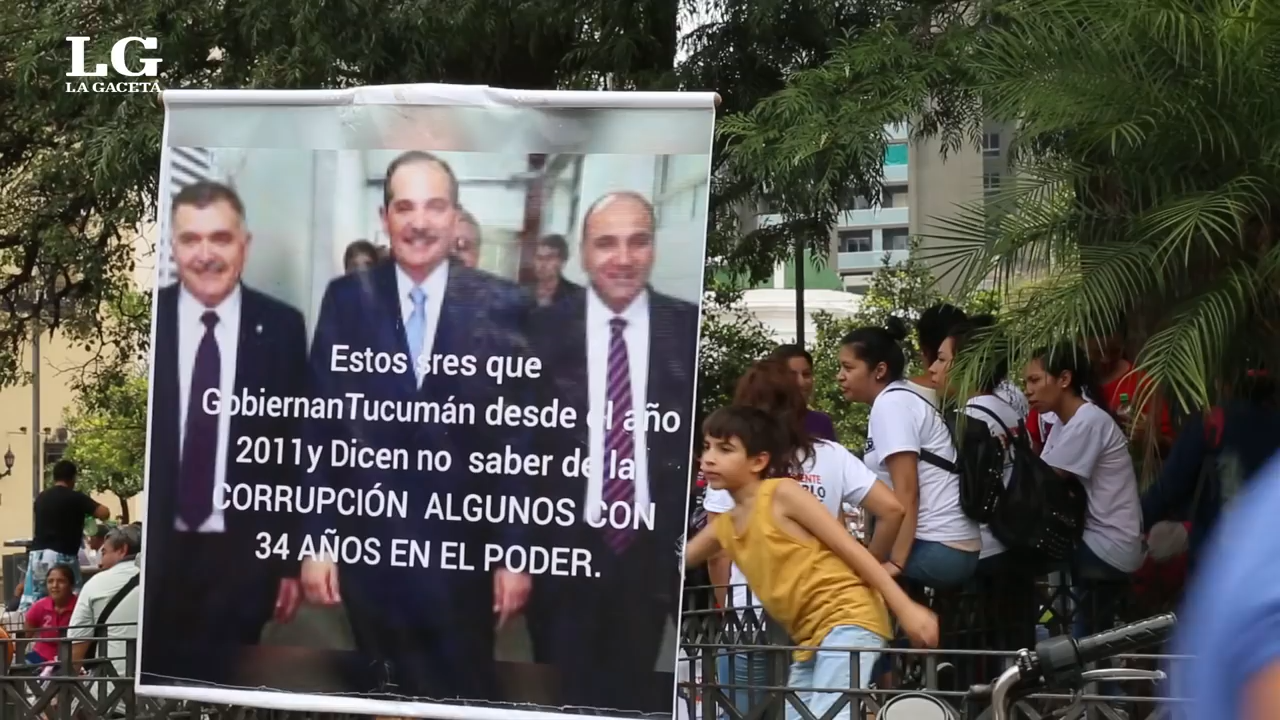 LG
LA GACETA
Estos sres que
GobiernanTucumán desde el año
2011y Dicen no saber de la
CORRUPCIÓN ALGUNOS CON
34 AÑOS EN EL PODER.